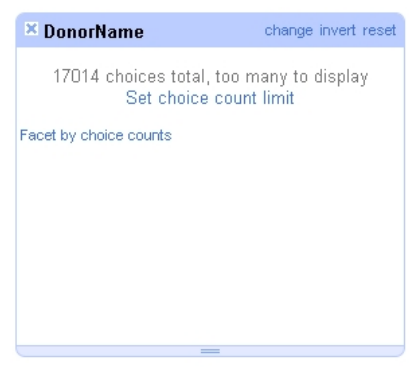 DonorName change invert reset
17014 choices total, too many to display
Set choice count limit
Facet by choice counts